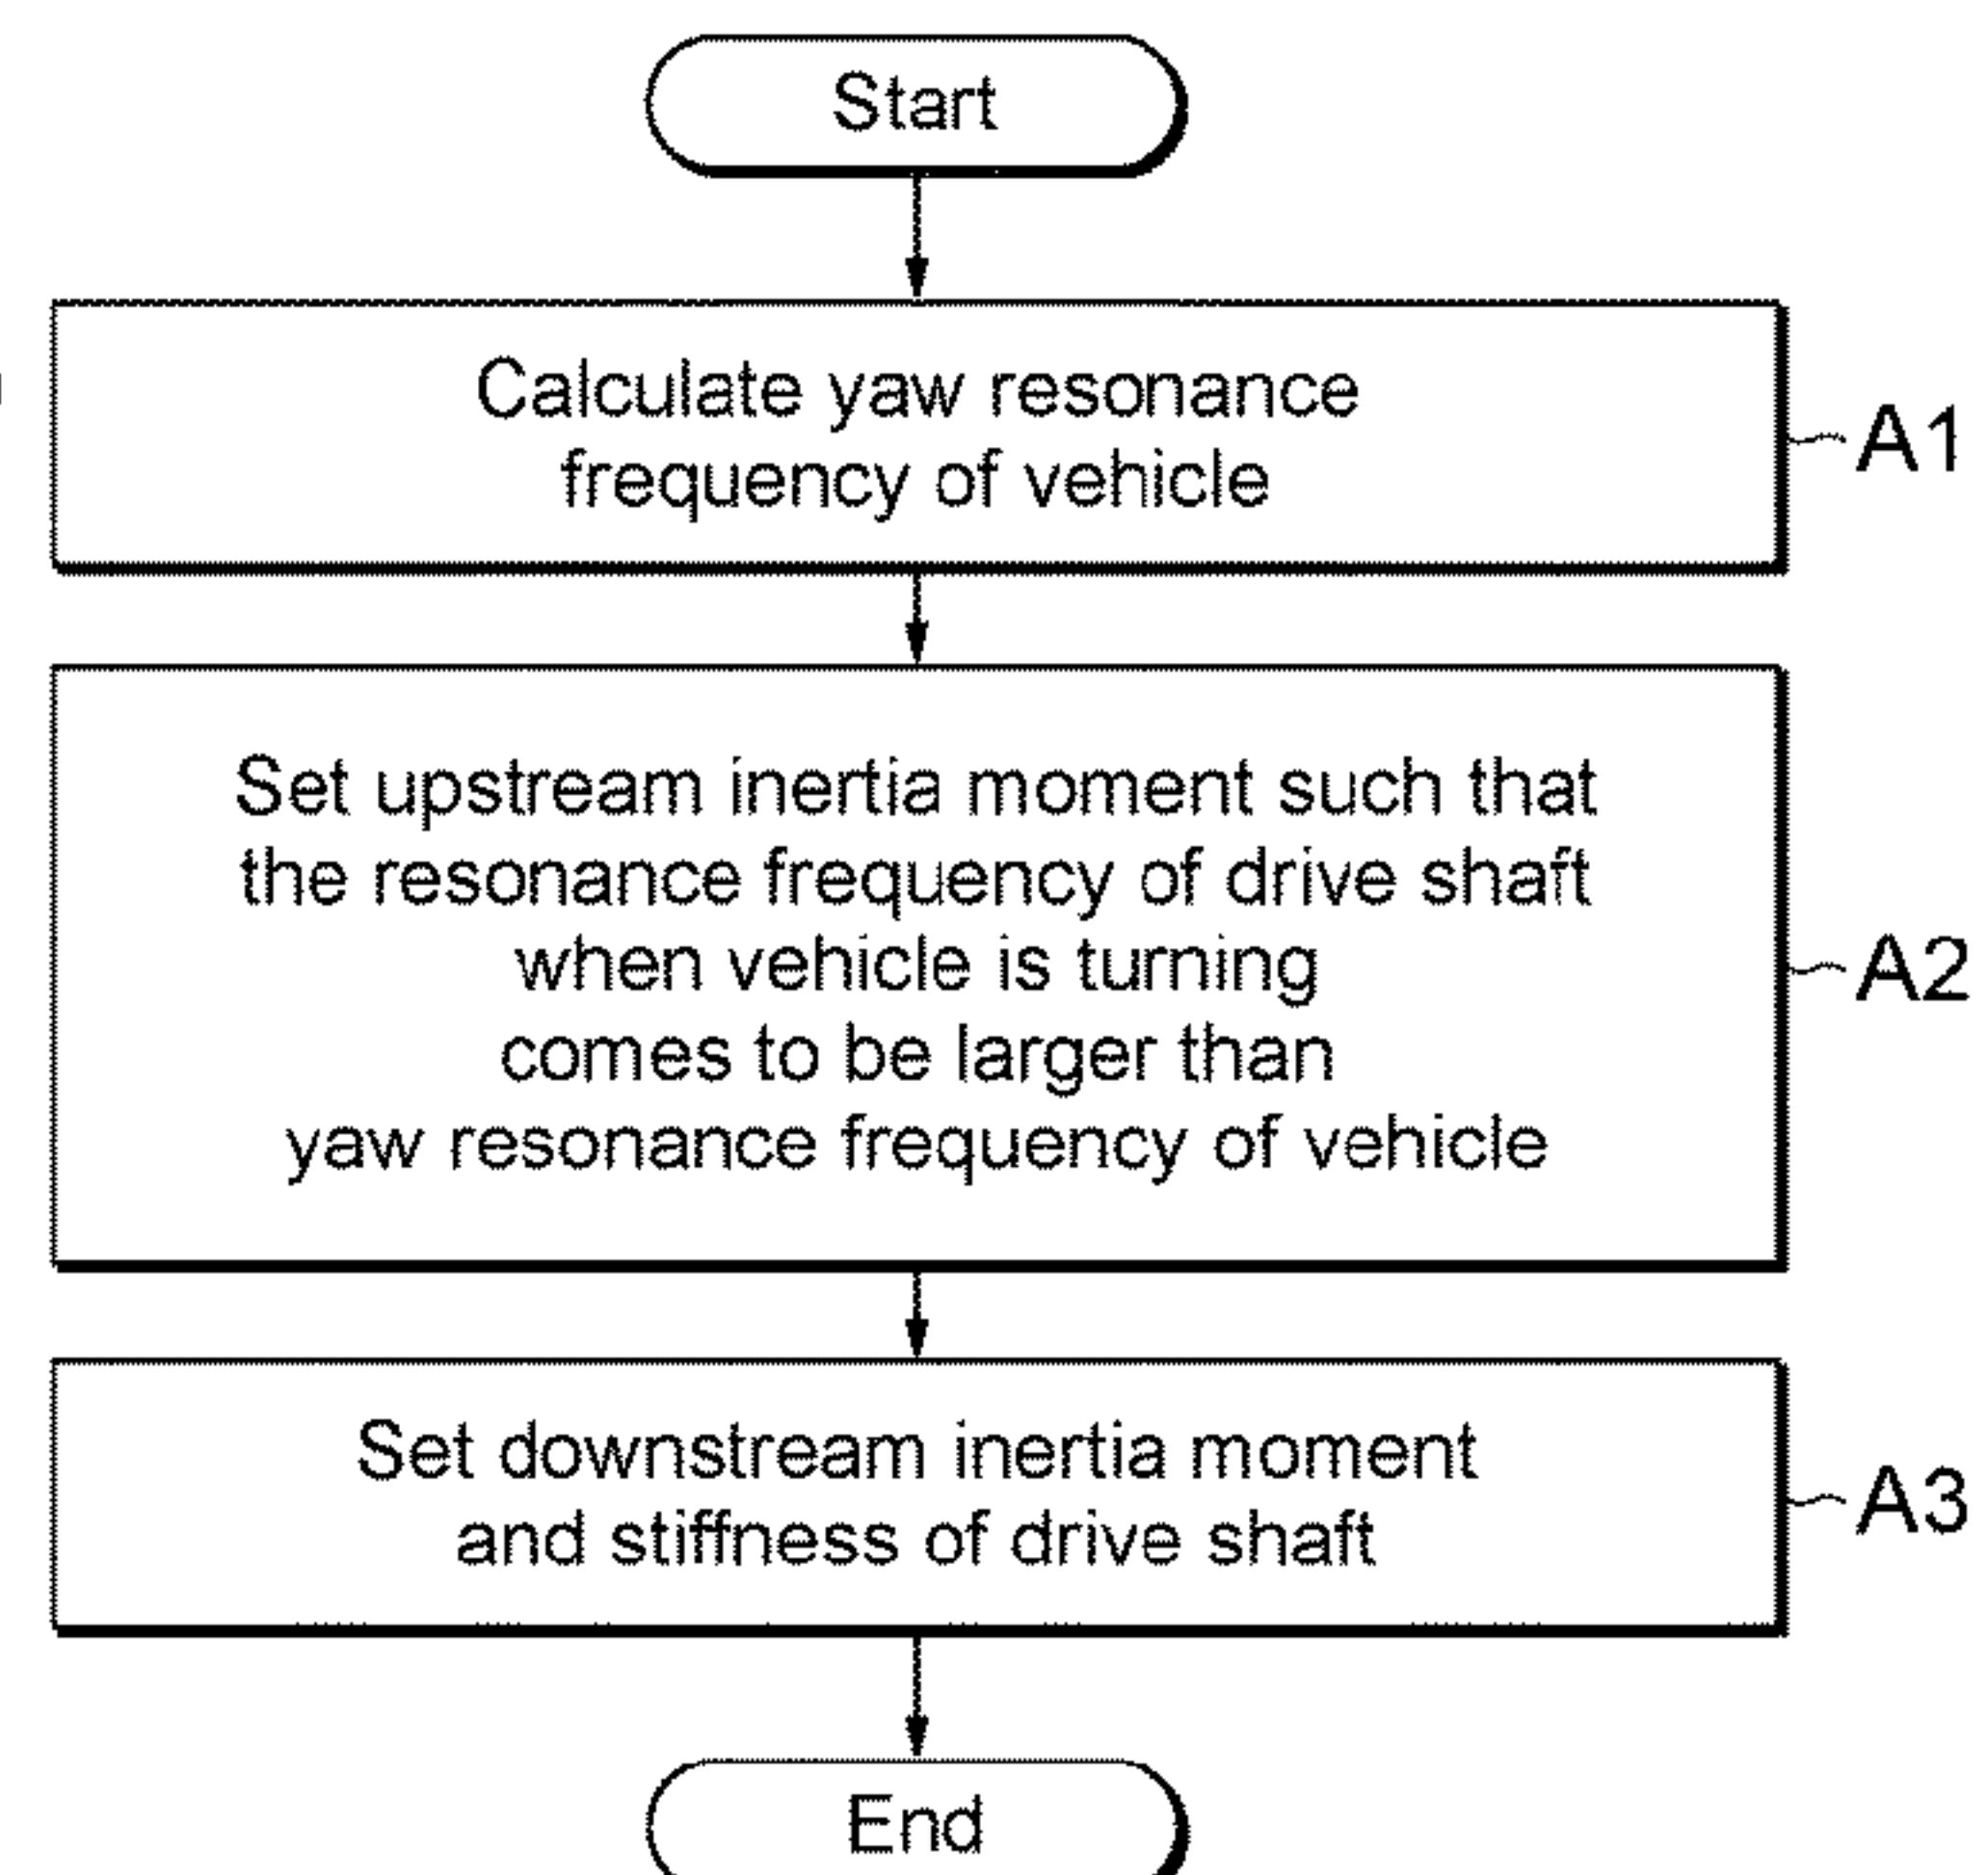 Start
Calculate yaw resonance
frequency of vehicle
A1
Set upstream inertia moment such that
the resonance frequency of drive shaft
when vehicle is turning
comes to be larger than
yaw resonance frequency of vehicle
A2
Set downstream inertia moment
and stiffness of drive shaft
A3
End